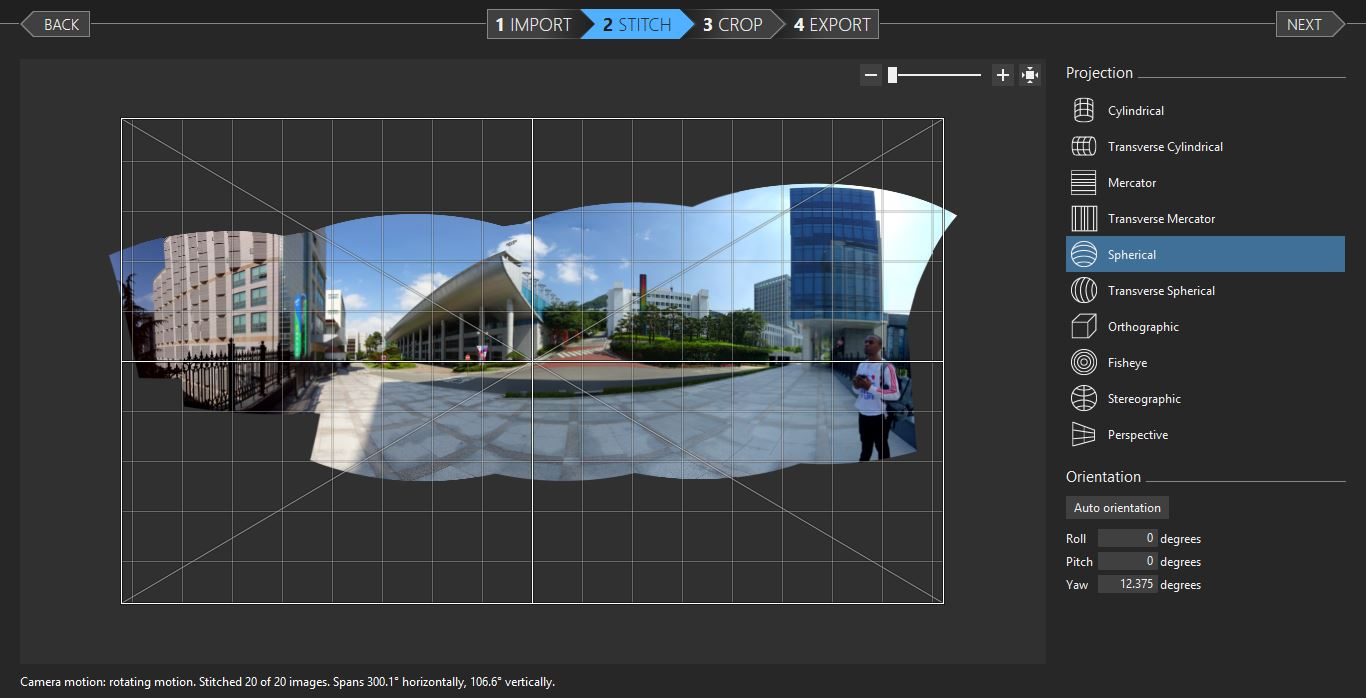 BACK
1 IMPORT 2 STITCH 3 CROP 4 EXPORT
NEXT
Projection
Cylindrical
Transverse Cylindrical
Mercator
Transverse Mercator
Spherical
Transverse Spherical
Orthographic
Fisheye
Stereographic
Perspective
Orientation
Auto orientation
Roll 0 degrees
Pitch 0 degrees
Yaw 12.375 degrees
Camera motion: rotating motion. Stitched 20 of 20 images. Spans 300.1° horizontally, 106.6° vertically.